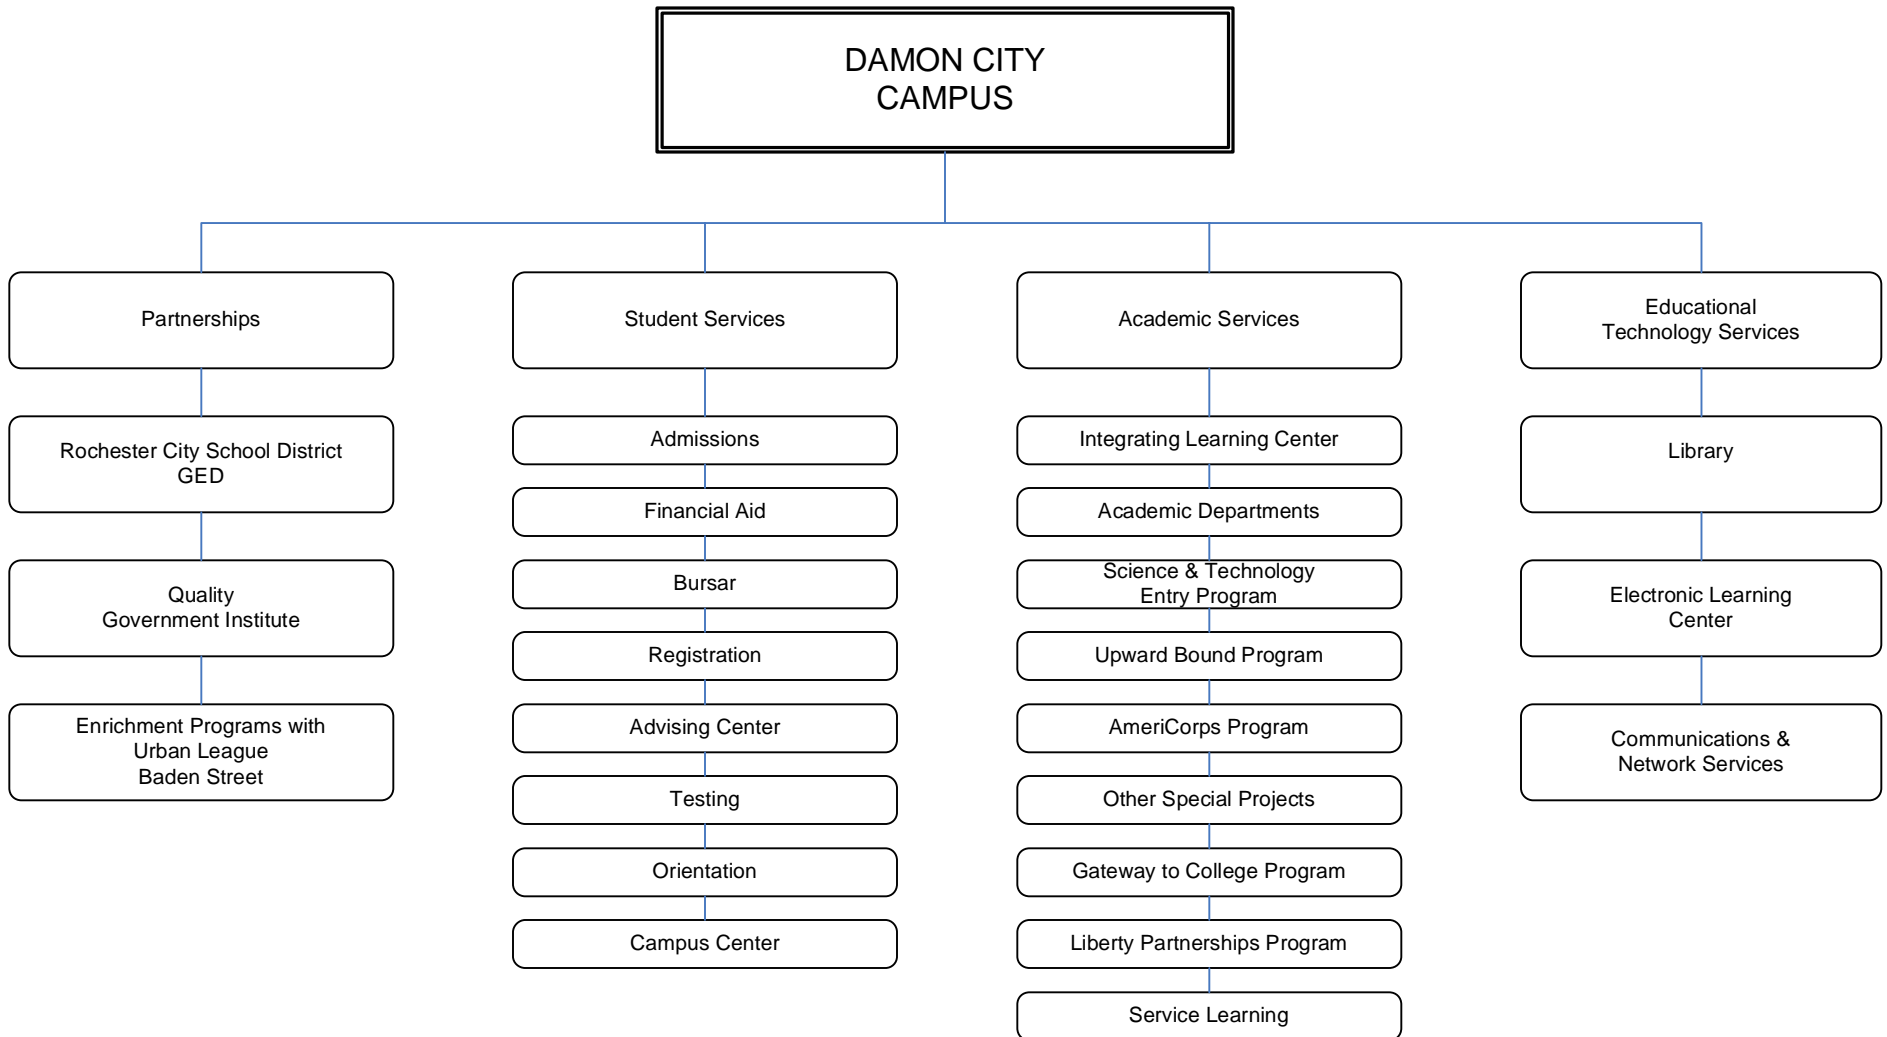 DAMON CITY
CAMPUS
Partnerships
Student Services
Academic Services
Educational
Technology Services
Rochester City School District
GED
Quality
Government Institute
Enrichment Programs with
Urban League
Baden Street
Admissions
Financial Aid
Bursar
Registration
Advising Center
Testing
Orientation
Campus Center
Integrating Learning Center
Academic Departments
Science & Technology
Entry Program
Upward Bound Program
AmeriCorps Program
Other Special Projects
Gateway to College Program
Liberty Partnerships Program
Service Learning
Library
Electronic Learning
Center
Communications &
Network Services